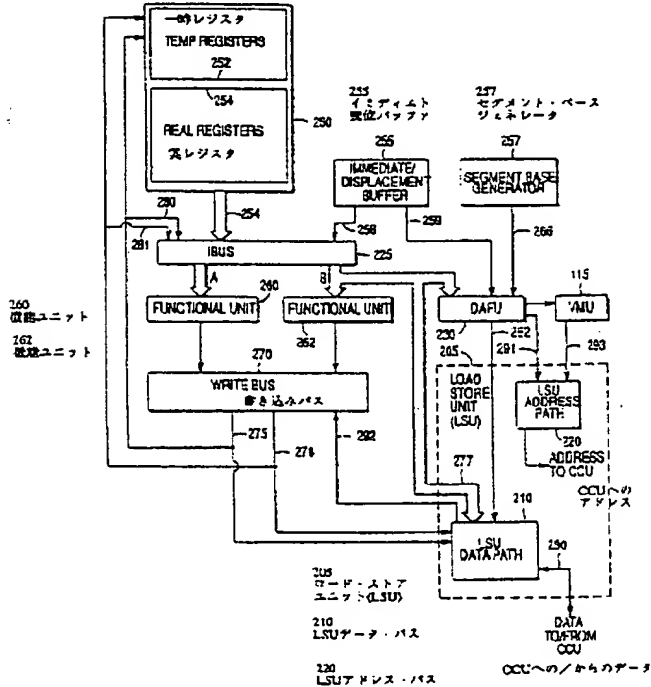 一時レジスタ
TEMP REGISTERS
252
254
REAL REGISTERS
実レジスタ
250
255
イミディエト
変位バッファ
255
IMMEDIATE/
DISPLACEMENT
BUFFER
257
セグメント・ベース
ジェネレータ
257
SEGMENT BASE
GENERATOR
280
281
254
258
259
266
IBUS
225
A
B
260
機能ユニット
262
機能ユニット
FUNCTIONAL UNIT
260
FUNCTIONAL UNIT
262
DAFU
230
115
VMU
205
292
291
293
270
WRITE BUS
書き込みバス
275
276
282
LOAD
STORE
UNIT
(LSU)
LSU
ADDRESS
PATH
220
ADDRESS
TO CCU
CCUへの
アドレス
277
210
LSU
DATA PATH
290
205
ロード・ストア
ユニット(LSU)
210
LSUデータ・パス
220
LSUアドレス・パス
DATA
TO/FROM
CCU
CCUへの/からのデータ